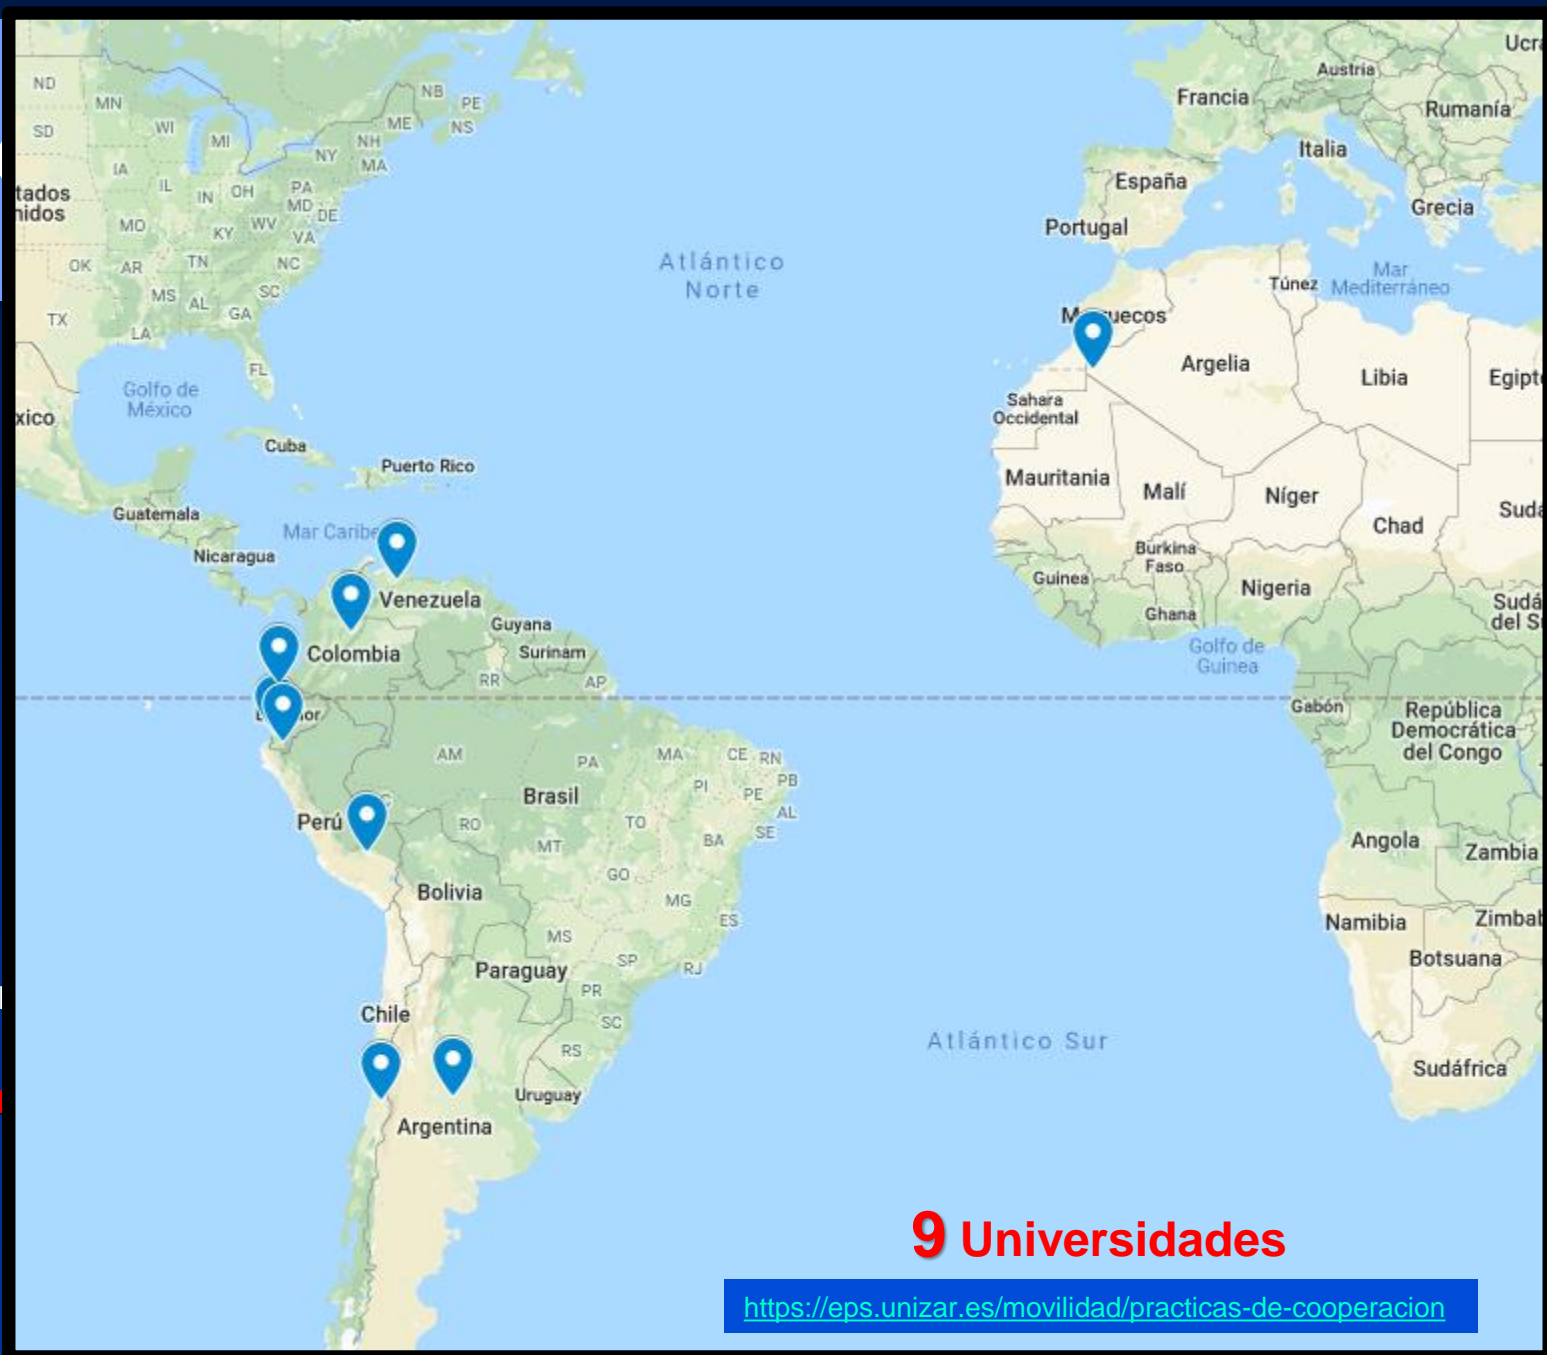 Ucr
Austria
ND
MN
NB
PE
Francia
Rumanía
SD
WI
MI
ME
NS
NH
NY
MA
Italia
IA
IL
IN
OH
PA
MD
DE
España
tados
nidos
MO
KY
WV
VA
Grecia
Portugal
OK
AR
TN
NC
Atlántico
Norte
Túnez
Mar
Mediterráneo
MS
AL
GA
SC
TX
LA
FL
Argelia
Libia
Egipt
Golfo de
México
xico
Sahara
Occidental
Cuba
Puerto Rico
Mauritania
Malí
Níger
Chad
Suda
Guatemala
Mar Caribe
Nicaragua
Burkina
Faso
Guinea
Nigeria
Venezuela
Ghana
Sudá
del S
Guyana
Surinam
Colombia
Golfo de
Guinea
RR
AP
Gabón
República
Democrática
del Congo
AM
PA
MA
CE
RN
PB
PI
PE
Brasil
AL
Perú
RO
TO
SE
BA
MT
Angola
Zambia
GO
Bolivia
MG
ES
Namibia
Zimbab
MS
SP
RJ
Botsuana
Paraguay
PR
Chile
SC
RS
Atlántico Sur
Sudáfrica
Uruguay
Argentina
9 Universidades
https://eps.unizar.es/movilidad/practicas-de-cooperacion